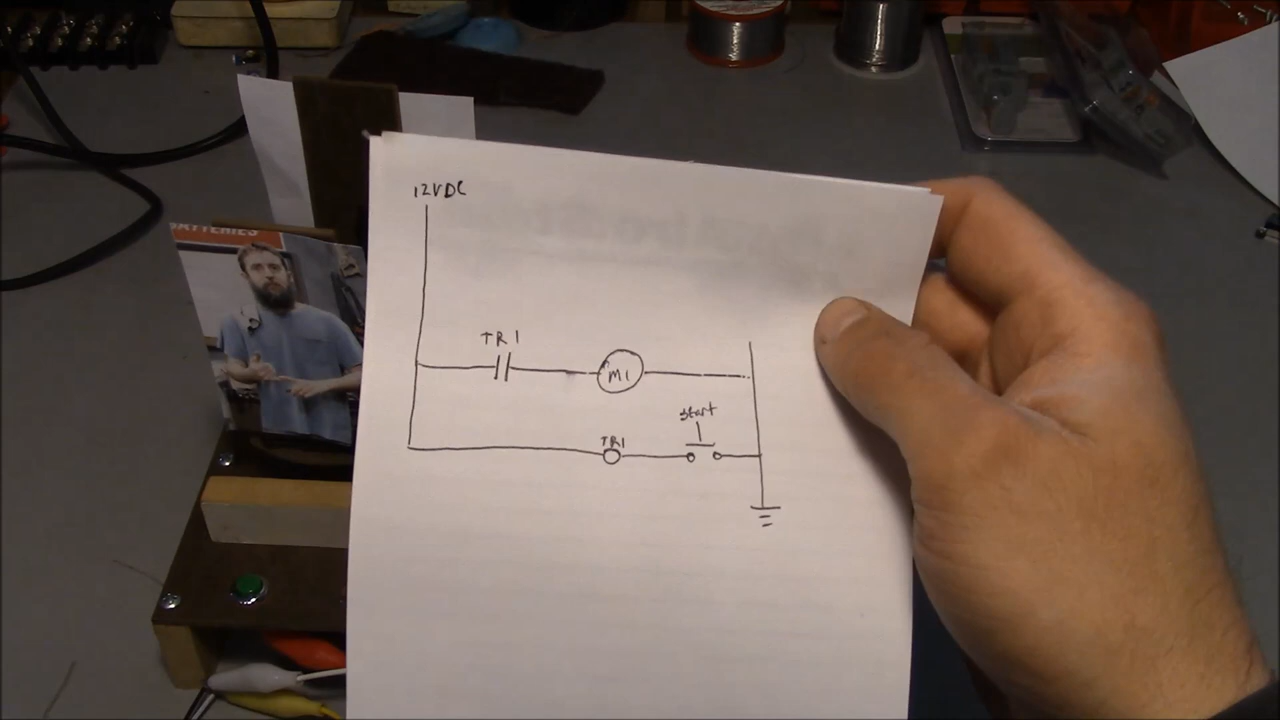 BATTERIES
12VDC
TR1
M1
Start
TR1